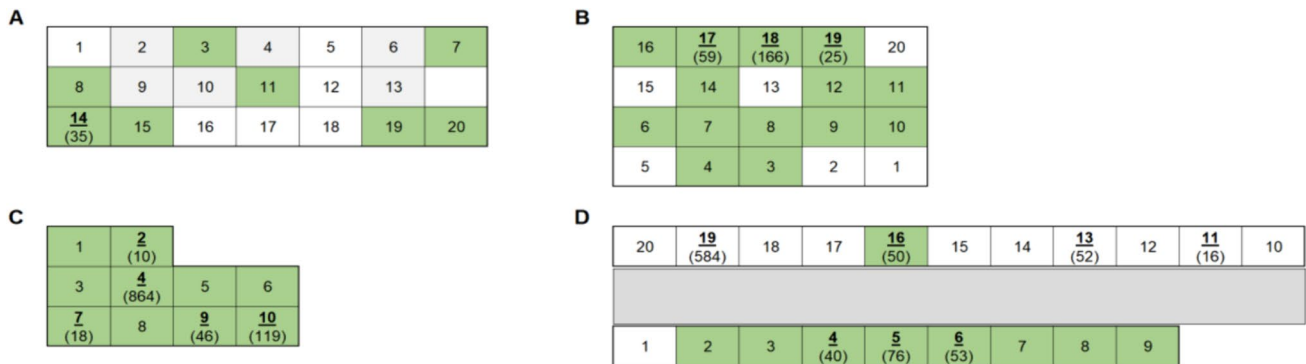 A
1 2 3 4 5 6 7
8 9 10 11 12 13
14 15 16 17 18 19 20
(35)
B
16 17 18 19 20
(59) (166) (25)
15 14 13 12 11
6 7 8 9 10
5 4 3 2 1
C
1 2
(10)
3 4 5 6
(864)
7 8 9 10
(18) (46) (119)
D
20 19 18 17 16 15 14 13 12 11 10
(584) (50) (52) (16)
1 2 3 4 5 6 7 8 9
(40) (76) (53)